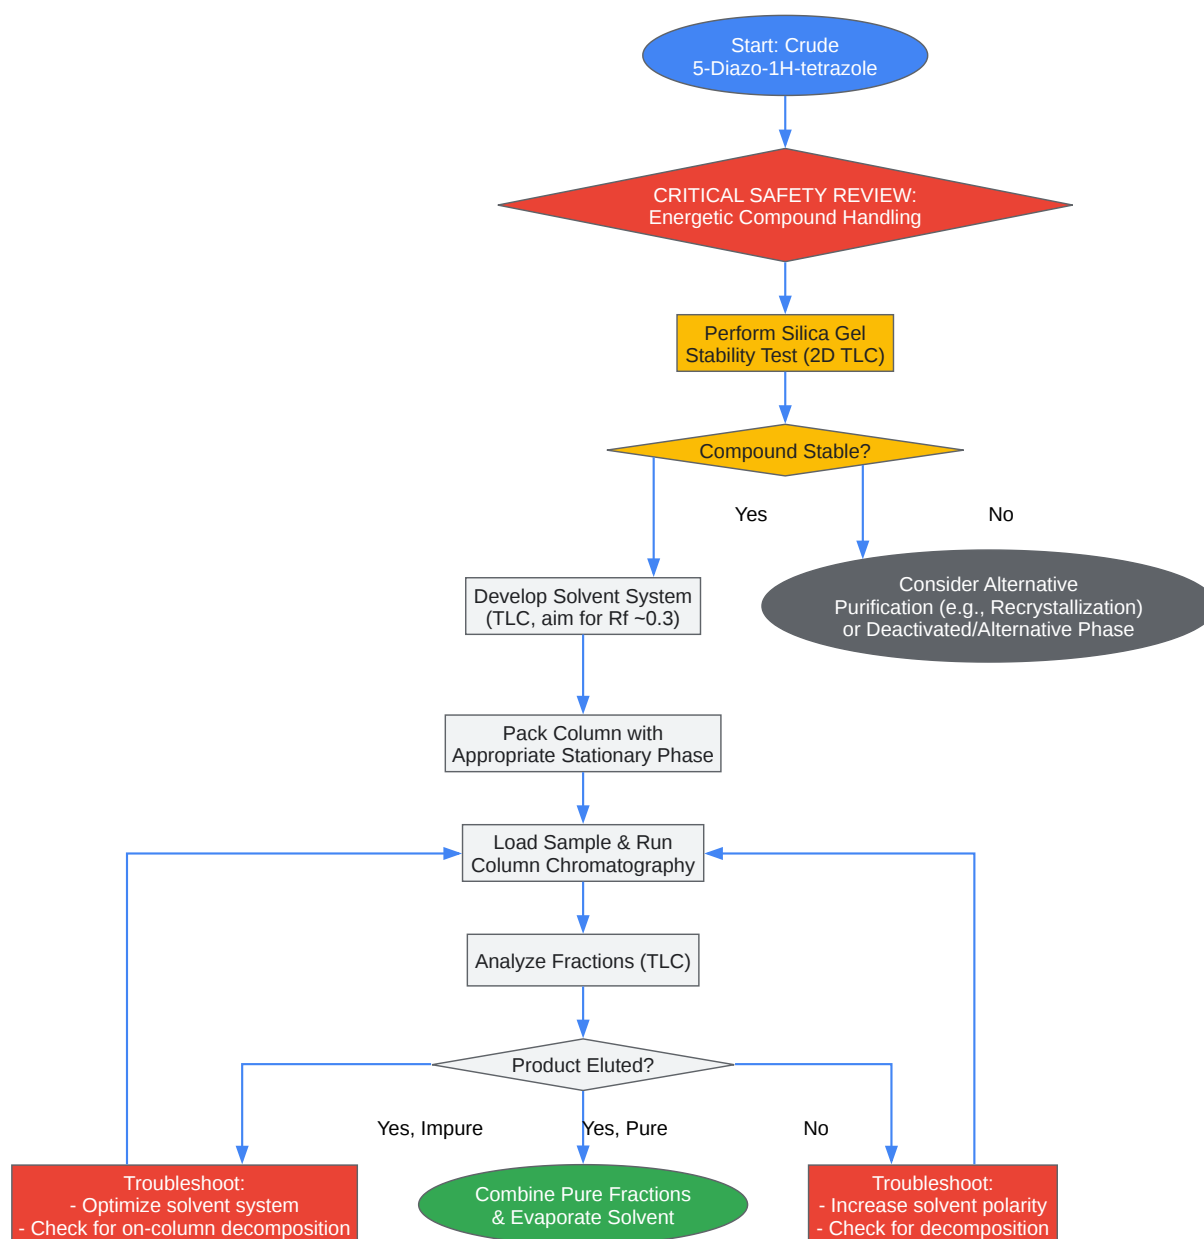 Start: Crude
5-Diazo-1H-tetrazole
CRITICAL SAFETY REVIEW:
Energetic Compound Handling
Perform Silica Gel
Stability Test (2D TLC)
Compound Stable?
Yes
No
Develop Solvent System
(TLC, aim for Rf ~0.3)
Consider Alternative
Purification (e.g., Recrystallization)
or Deactivated/Alternative Phase
Pack Column with
Appropriate Stationary Phase
Load Sample & Run
Column Chromatography
Analyze Fractions (TLC)
Product Eluted?
Yes, Impure
Yes, Pure
No
Troubleshoot:
- Optimize solvent system
- Check for on-column decomposition
Combine Pure Fractions
& Evaporate Solvent
Troubleshoot:
- Increase solvent polarity
- Check for decomposition